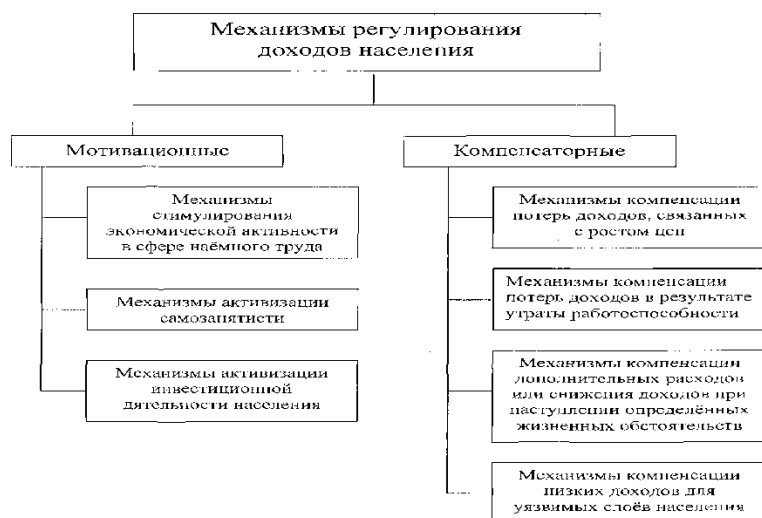 Механизмы регулирования
доходов населения
Мотивационные
Механизмы
стимулирования
экономической активности
в сфере наёмного труда
Механизмы активизации
самозанятисти
Механизмы активизации
инвестиционной
дятельности населения
Компенсаторные
Механизмы компенсации
потерь доходов, связанных
с ростом цен
Механизмы компенсации
потерь доходов в результате
утраты работоспособности
Механизмы компенсации
дополнительных расходов
или снижения доходов при
наступлении определённых
жизненных обстоятельств
Механизмы компенсации
низких доходов для
уязвимых слоёв населения